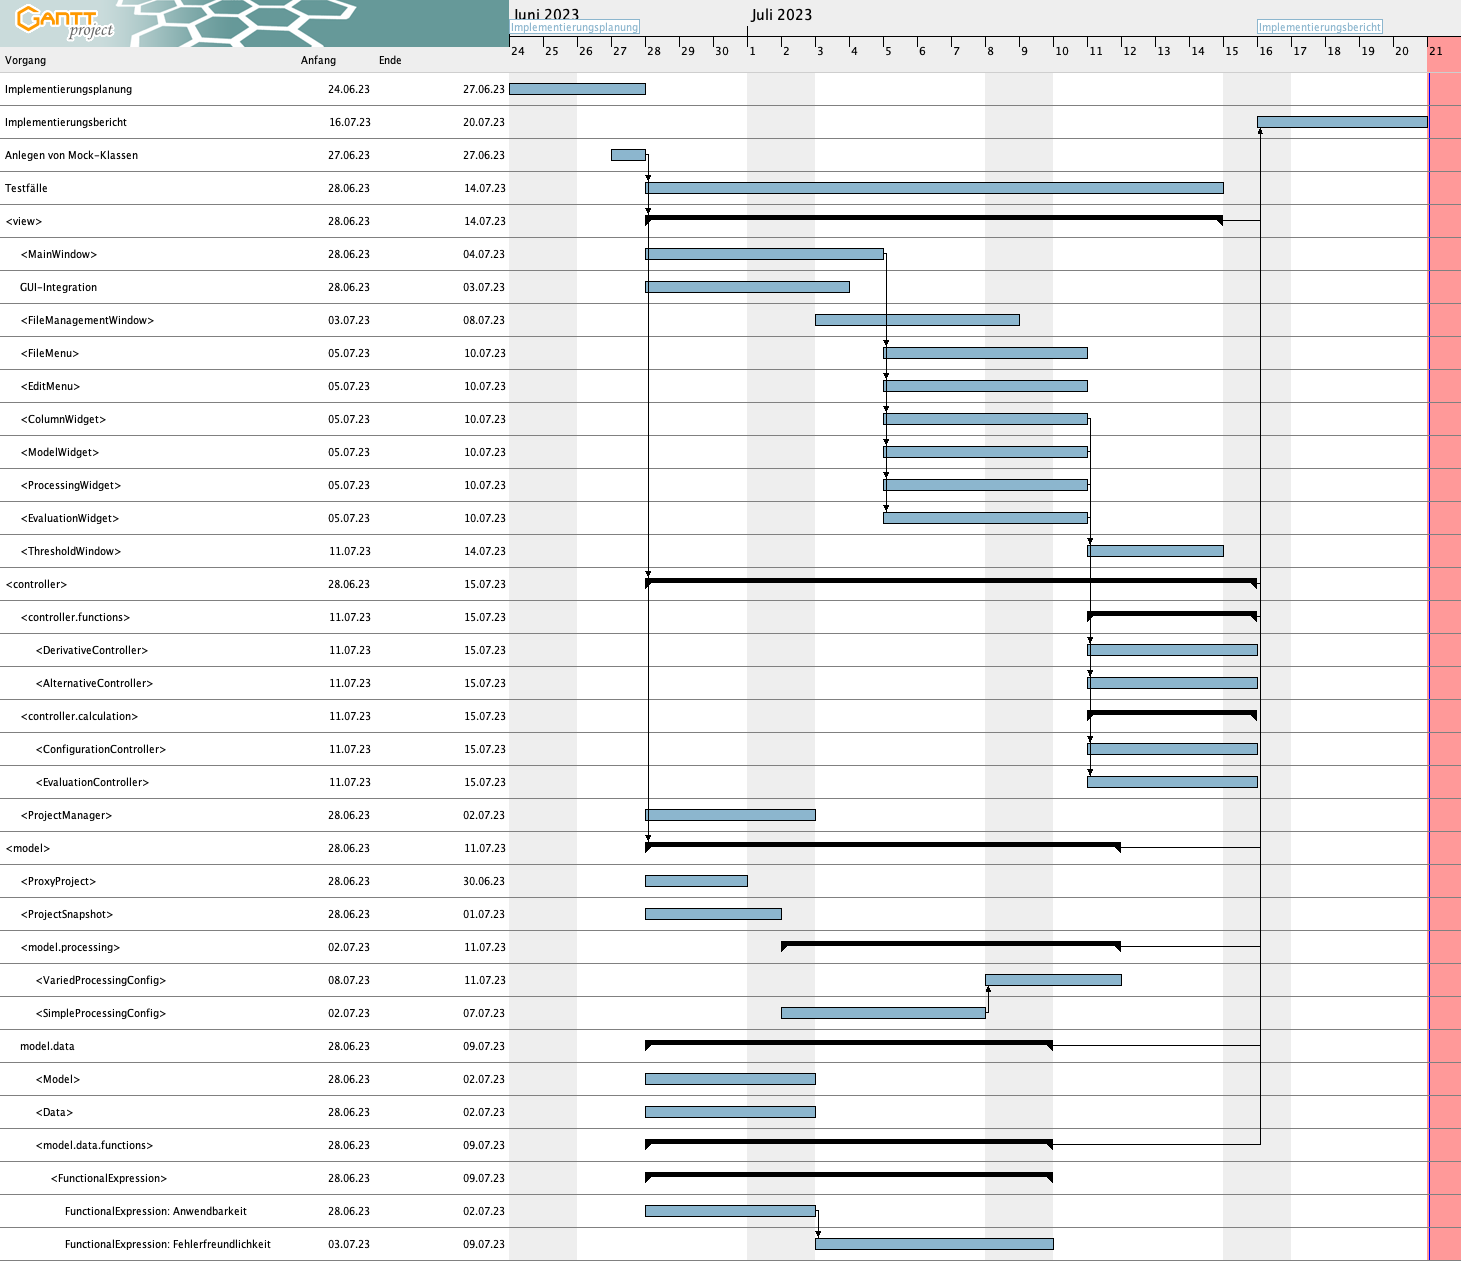 GANTT project
Juni 2023
Juli 2023
Implementierungsplanung
Implementierungsbericht
24 25 26 27 28 29 30 1 2 3 4 5 6 7 8 9 10 11 12 13 14 15 16 17 18 19 20 21
Vorgang Anfang Ende
Implementierungsplanung 24.06.23 27.06.23
Implementierungsbericht 16.07.23 20.07.23
Anlegen von Mock-Klassen 27.06.23 27.06.23
Testfälle 28.06.23 14.07.23
<view> 28.06.23 14.07.23
<MainWindow> 28.06.23 04.07.23
GUI-Integration 28.06.23 03.07.23
<FileManagementWindow> 03.07.23 08.07.23
<FileMenu> 05.07.23 10.07.23
<EditMenu> 05.07.23 10.07.23
<ColumnWidget> 05.07.23 10.07.23
<ModelWidget> 05.07.23 10.07.23
<ProcessingWidget> 05.07.23 10.07.23
<EvaluationWidget> 05.07.23 10.07.23
<ThresholdWindow> 11.07.23 14.07.23
<controller> 28.06.23 15.07.23
<controller.functions> 11.07.23 15.07.23
<DerivativeController> 11.07.23 15.07.23
<AlternativeController> 11.07.23 15.07.23
<controller.calculation> 11.07.23 15.07.23
<ConfigurationController> 11.07.23 15.07.23
<EvaluationController> 11.07.23 15.07.23
<ProjectManager> 28.06.23 02.07.23
<model> 28.06.23 11.07.23
<ProxyProject> 28.06.23 30.06.23
<ProjectSnapshot> 28.06.23 01.07.23
<model.processing> 02.07.23 11.07.23
<VariedProcessingConfig> 08.07.23 11.07.23
<SimpleProcessingConfig> 02.07.23 07.07.23
model.data 28.06.23 09.07.23
<Model> 28.06.23 02.07.23
<Data> 28.06.23 02.07.23
<model.data.functions> 28.06.23 09.07.23
<FunctionalExpression> 28.06.23 09.07.23
FunctionalExpression: Anwendbarkeit 28.06.23 02.07.23
FunctionalExpression: Fehlerfreundlichkeit 03.07.23 09.07.23